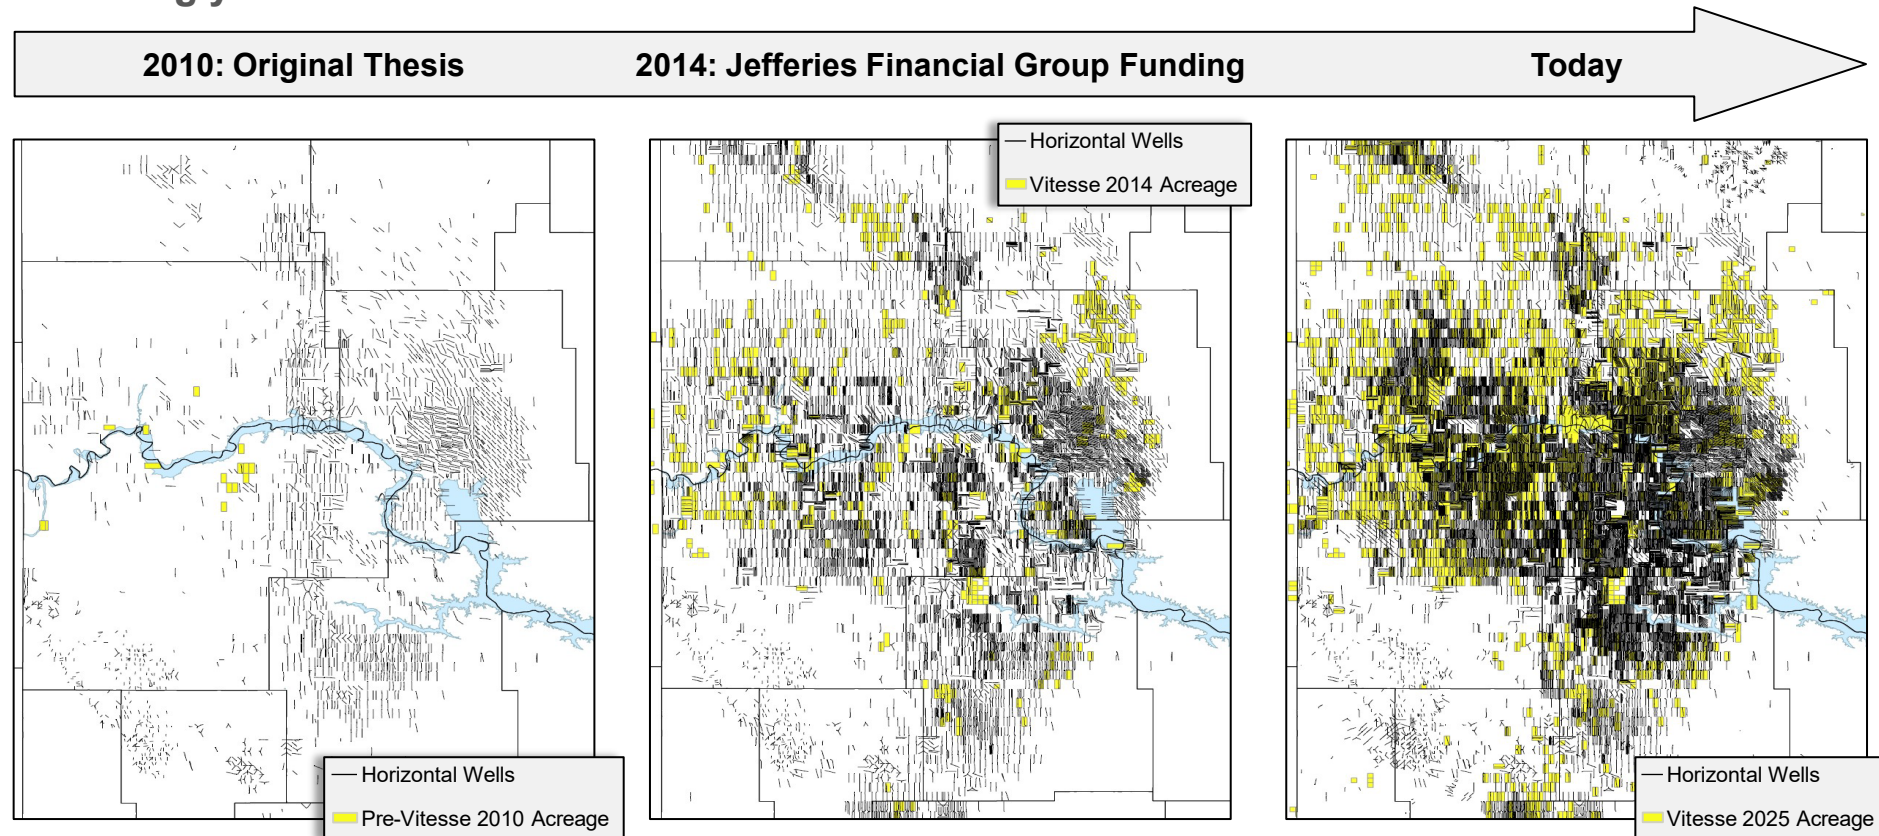 2010: Original Thesis
2014: Jefferies Financial Group Funding
Today
Horizontal Wells
Pre-Vitesse 2010 Acreage
Horizontal Wells
Vitesse 2014 Acreage
Horizontal Wells
Vitesse 2025 Acreage